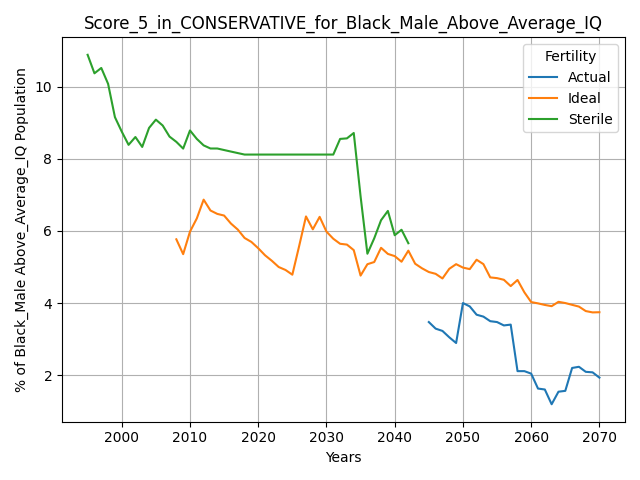 Score_5_in_CONSERVATIVE_for_Black_Male_Above_Average_IQ
% of Black_Male Above_Average_IQ Population
10
8
6
4
2
Fertility
Actual
Ideal
Sterile
2000 2010 2020 2030 2040 2050 2060 2070
Years